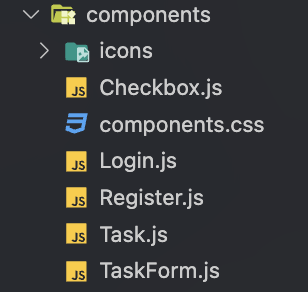 components
icons
JS Checkbox.js
components.css
JS Login.js
JS Register.js
JS Task.js
JS TaskForm.js